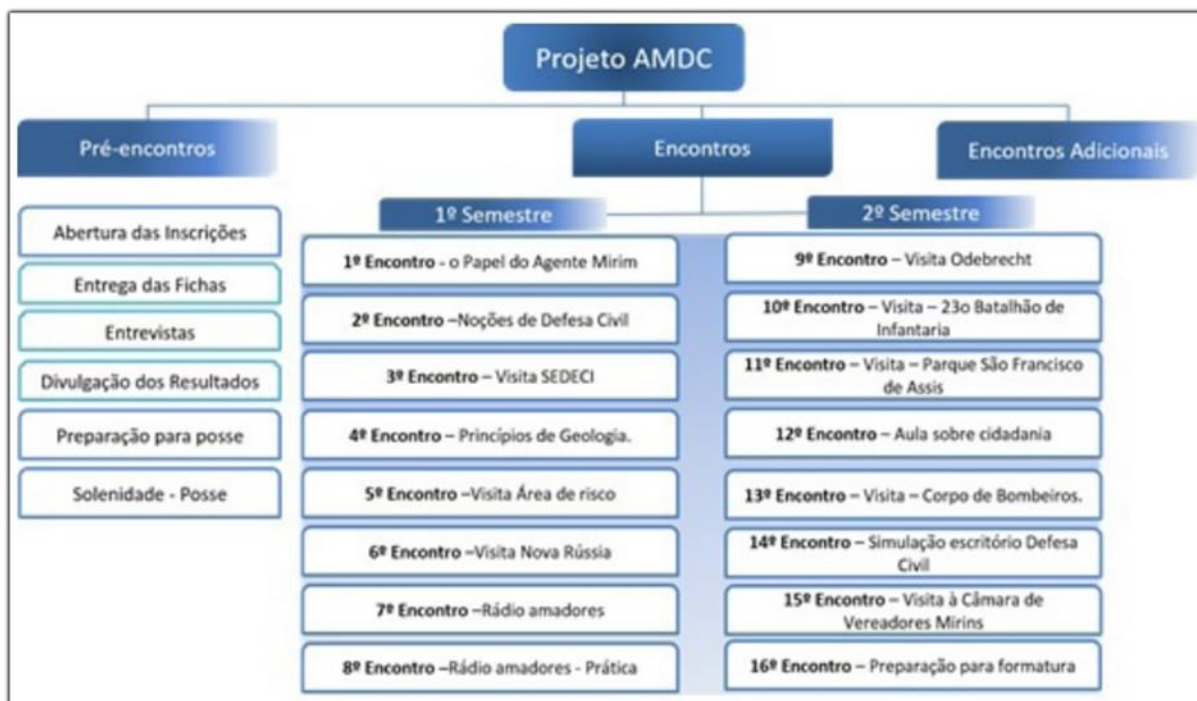 Projeto AMDC
Pré-encontros
Encontros
Encontros Adicionais
1º Semestre
2º Semestre
Abertura das Inscrições
Entrega das Fichas
Entrevistas
Divulgação dos Resultados
Preparação para posse
Solenidade - Posse
1º Encontro - o Papel do Agente Mirim
2º Encontro –Noções de Defesa Civil
3º Encontro – Visita SEDECI
4º Encontro – Princípios de Geologia.
5º Encontro –Visita Área de risco
6º Encontro –Visita Nova Rússia
7º Encontro –Rádio amadores
8º Encontro –Rádio amadores - Prática
9º Encontro – Visita Odebrecht
10º Encontro – Visita – 23o Batalhão de
Infantaria
11º Encontro – Visita – Parque São Francisco
de Assis
12º Encontro – Aula sobre cidadania
13º Encontro – Visita – Corpo de Bombeiros.
14º Encontro – Simulação escritório Defesa
Civil
15º Encontro – Visita à Câmara de
Vereadores Mirins
16º Encontro – Preparação para formatura